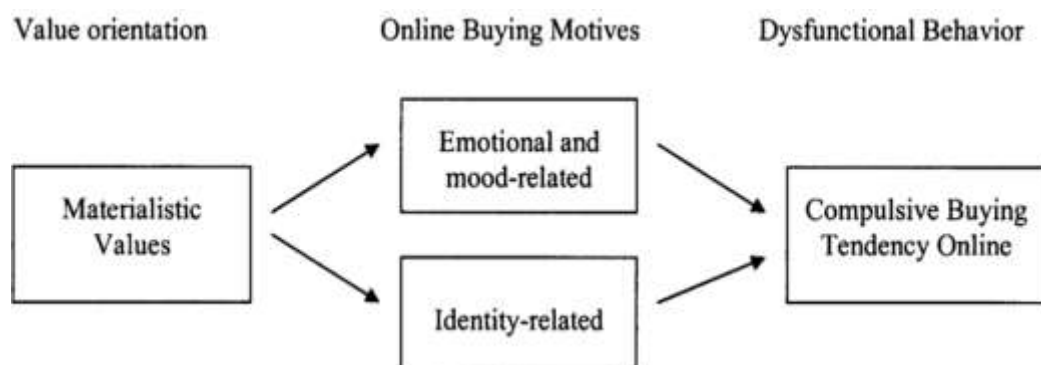 Value orientation
Online Buying Motives
Dysfunctional Behavior
Emotional and
mood-related
Materialistic
Values
Compulsive Buying
Tendency Online
Identity-related